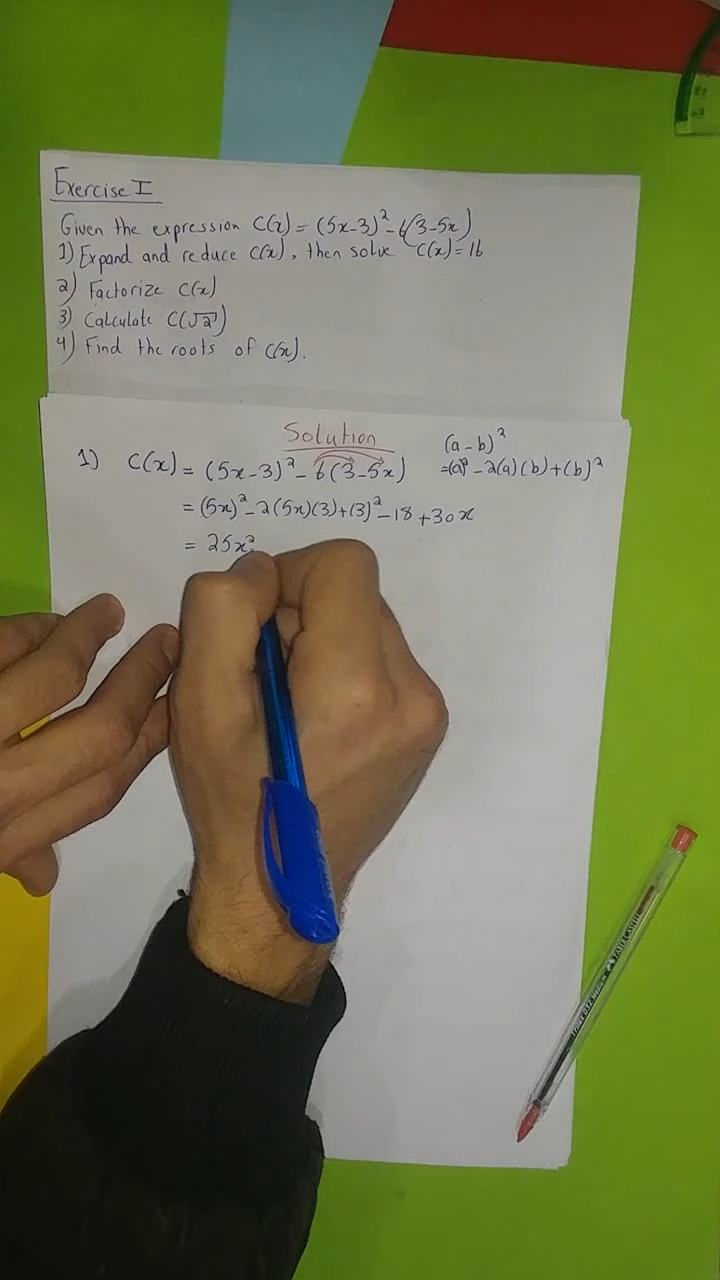 Exercise I
Given the expression C(x) = (5x-3)² - 6(3-5x)
1) Expand and reduce C(x), then solve C(x) = 16
2) Factorize C(x)
3) Calculate C(√2)
4) Find the roots of C(x).
Solution
(a-b)²
1) C(x) = (5x-3)² - 6(3-5x)
=(a)² - 2(a)(b)+(b)²
= (5x)² - 2(5x)(3)+(3)² - 18 + 30x
= 25x²
FABER-CASTELL